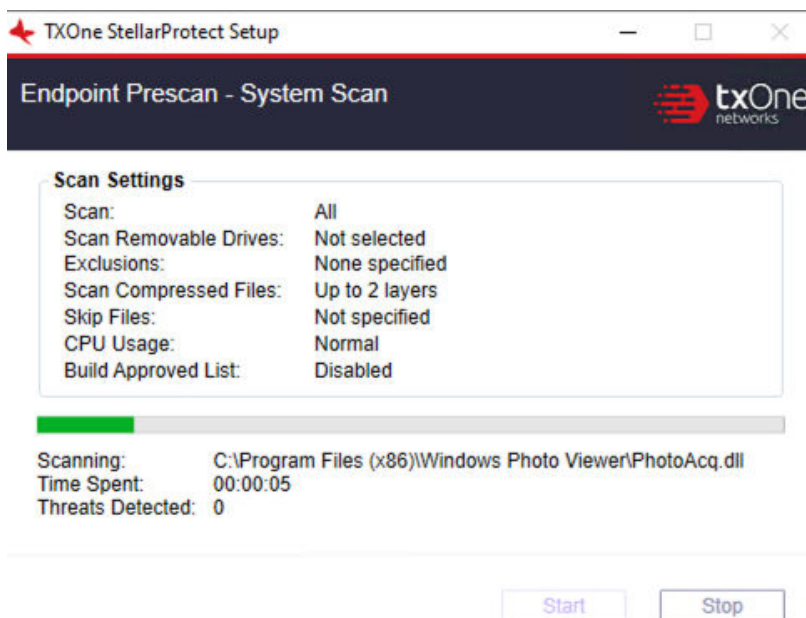 TXOne StellarProtect Setup
Endpoint Prescan - System Scan
txOne
networks
Scan Settings
Scan: All
Scan Removable Drives: Not selected
Exclusions: None specified
Scan Compressed Files: Up to 2 layers
Skip Files: Not specified
CPU Usage: Normal
Build Approved List: Disabled
Scanning: C:\Program Files (x86)\Windows Photo Viewer\PhotoAcq.dll
Time Spent: 00:00:05
Threats Detected: 0
Start Stop